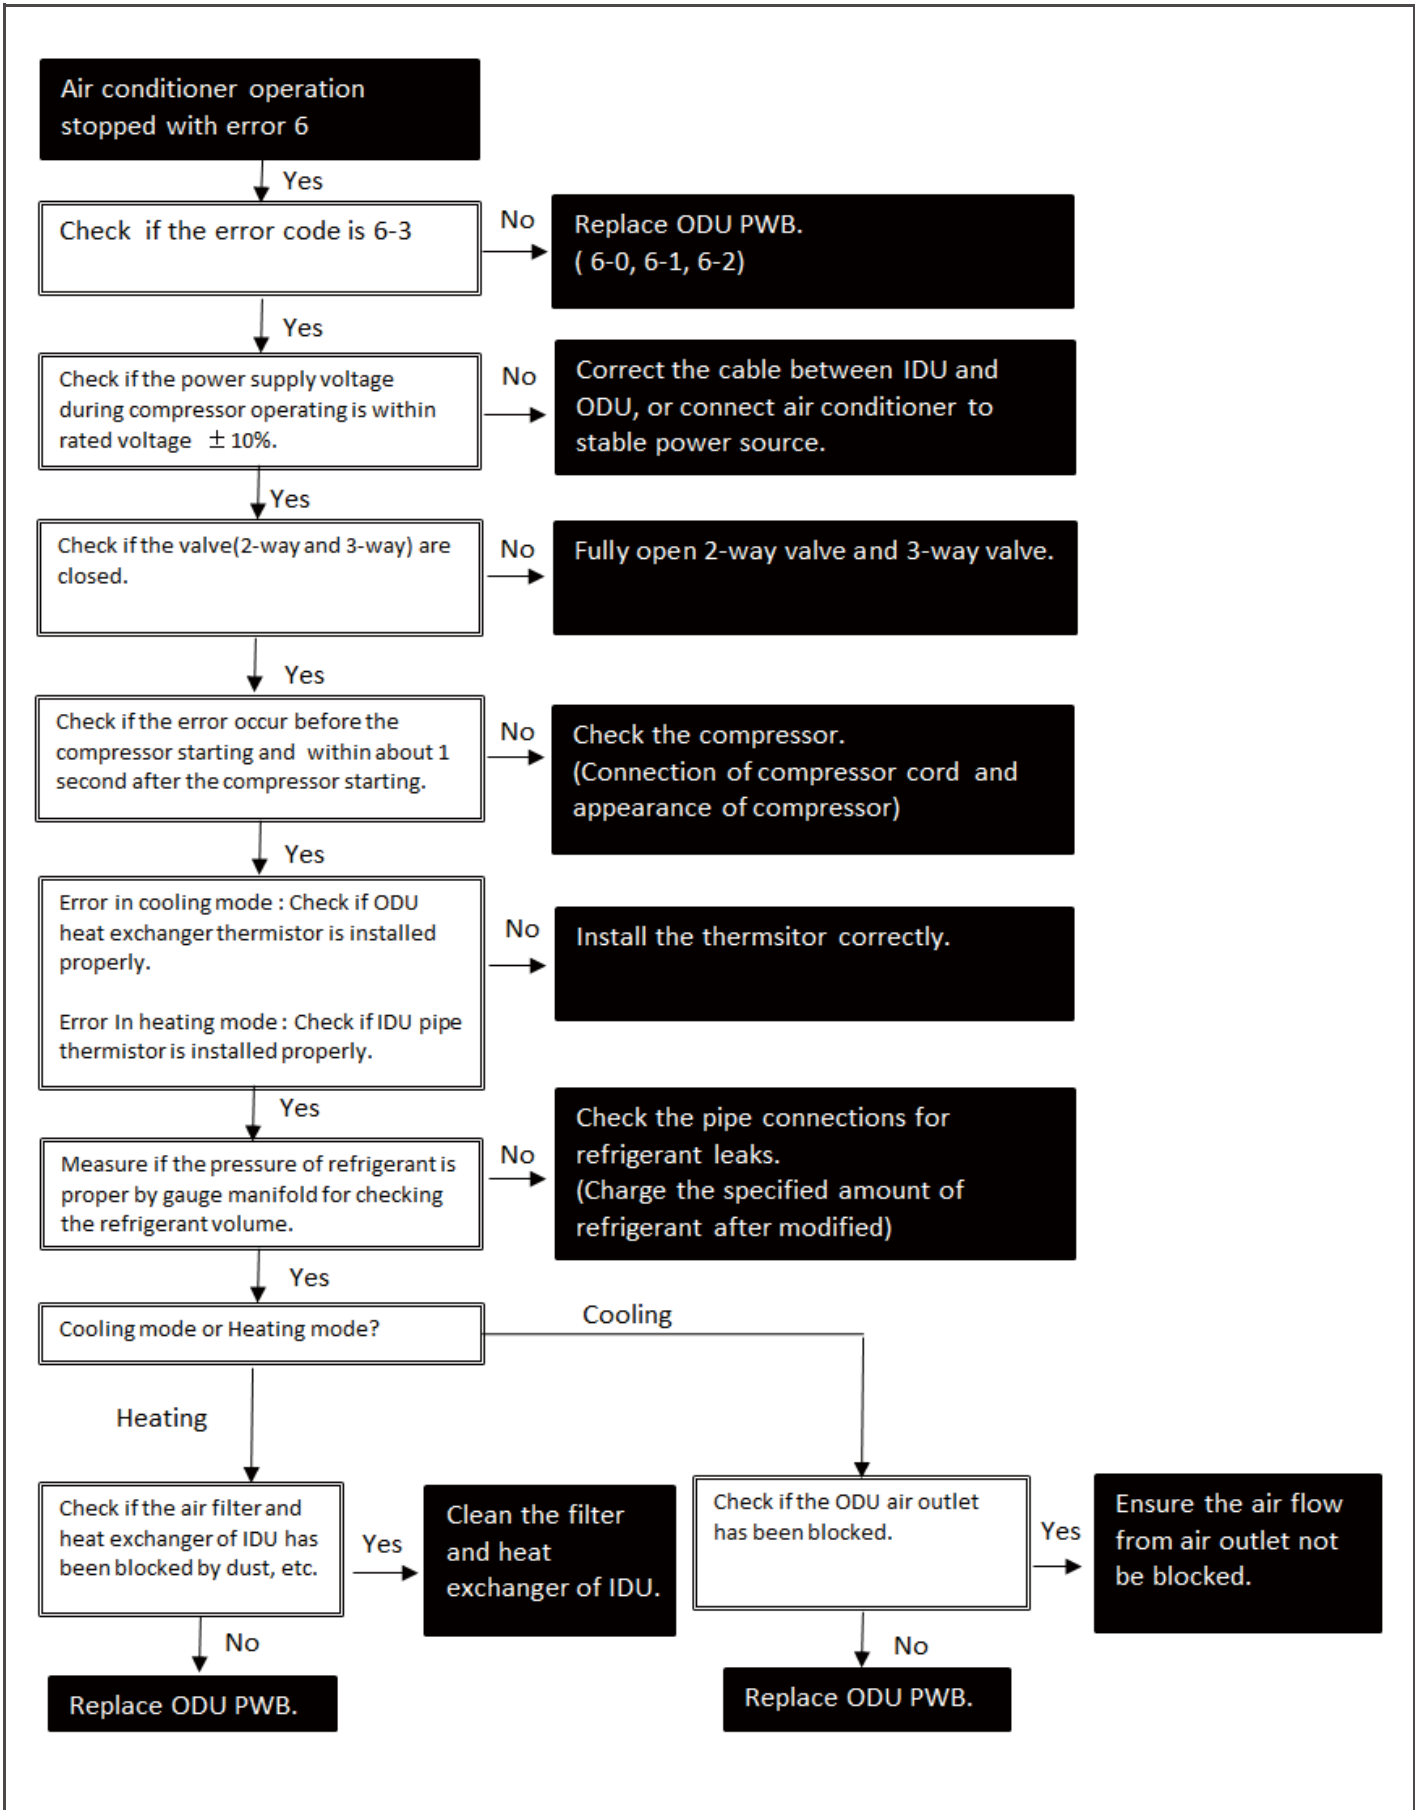 Air conditioner operation
stopped with error 6
Yes
Check if the error code is 6-3
No
Replace ODU PWB.
( 6-0, 6-1, 6-2)
Yes
Check if the power supply voltage
during compressor operating is within
rated voltage ±10%.
No
Correct the cable between IDU and
ODU, or connect air conditioner to
stable power source.
Yes
Check if the valve(2-way and 3-way) are
closed.
No
Fully open 2-way valve and 3-way valve.
Yes
Check if the error occur before the
compressor starting and within about 1
second after the compressor starting.
No
Check the compressor.
(Connection of compressor cord and
appearance of compressor)
Yes
Error in cooling mode : Check if ODU
heat exchanger thermistor is installed
properly.
Error In heating mode : Check if IDU pipe
thermistor is installed properly.
No
Install the thermsitor correctly.
Yes
Measure if the pressure of refrigerant is
proper by gauge manifold for checking
the refrigerant volume.
No
Check the pipe connections for
refrigerant leaks.
(Charge the specified amount of
refrigerant after modified)
Yes
Cooling mode or Heating mode?
Cooling
Heating
Check if the air filter and
heat exchanger of IDU has
been blocked by dust, etc.
Yes
Clean the filter
and heat
exchanger of IDU.
No
Replace ODU PWB.
Check if the ODU air outlet
has been blocked.
Yes
Ensure the air flow
from air outlet not
be blocked.
No
Replace ODU PWB.